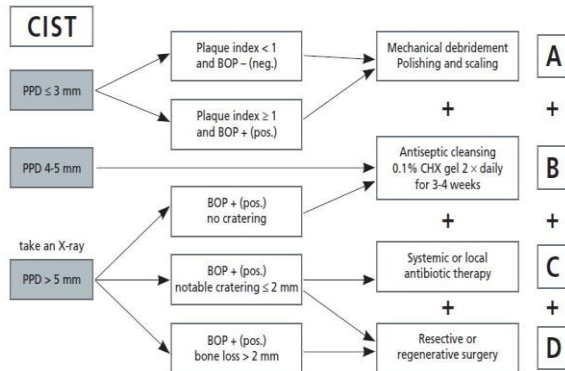 CIST
PPD ≤ 3 mm
Plaque index < 1
and BOP – (neg.)
Plaque index ≥ 1
and BOP + (pos.)
Mechanical debridement
Polishing and scaling
A
+
+
PPD 4-5 mm
Antiseptic cleansing
0.1% CHX gel 2 × daily
for 3-4 weeks
B
BOP + (pos.)
no cratering
+
+
take an X-ray
PPD > 5 mm
BOP + (pos.)
notable cratering ≤ 2 mm
Systemic or local
antibiotic therapy
C
+
+
BOP + (pos.)
bone loss > 2 mm
Resective or
regenerative surgery
D